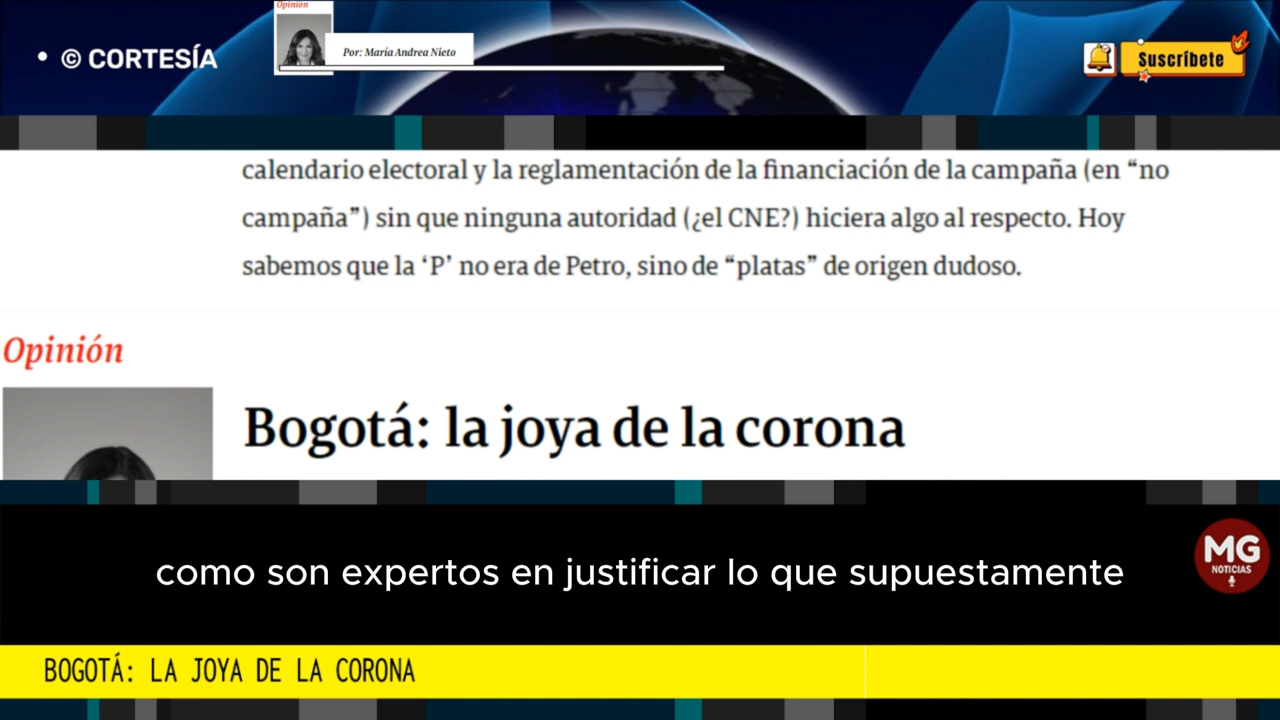 Opinión
• © CORTESÍA
Por: María Andrea Nieto
Suscríbete
calendario electoral y la reglamentación de la financiación de la campaña (en “no
campaña”) sin que ninguna autoridad (¿el CNE?) hiciera algo al respecto. Hoy
sabemos que la ‘P’ no era de Petro, sino de “platas” de origen dudoso.
Opinión
Bogotá: la joya de la corona
como son expertos en justificar lo que supuestamente
MG
NOTICIAS
BOGOTÁ: LA JOYA DE LA CORONA